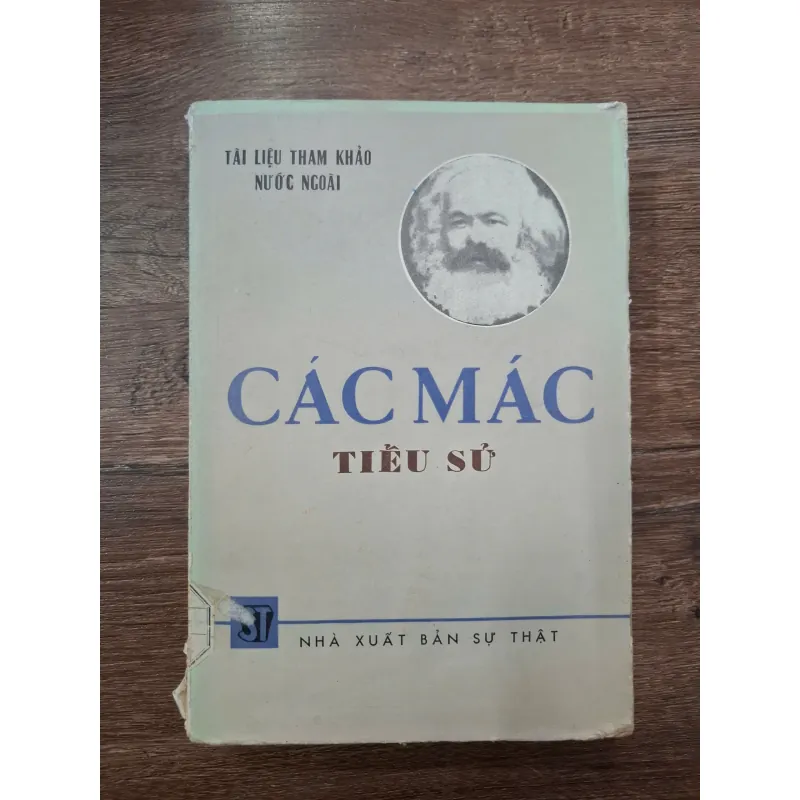 TÀI LIỆU THAM KHẢO
NƯỚC NGOÀI
CÁC MÁC
TIỂU SỬ
ST
NHÀ XUẤT BẢN SỰ THẬT